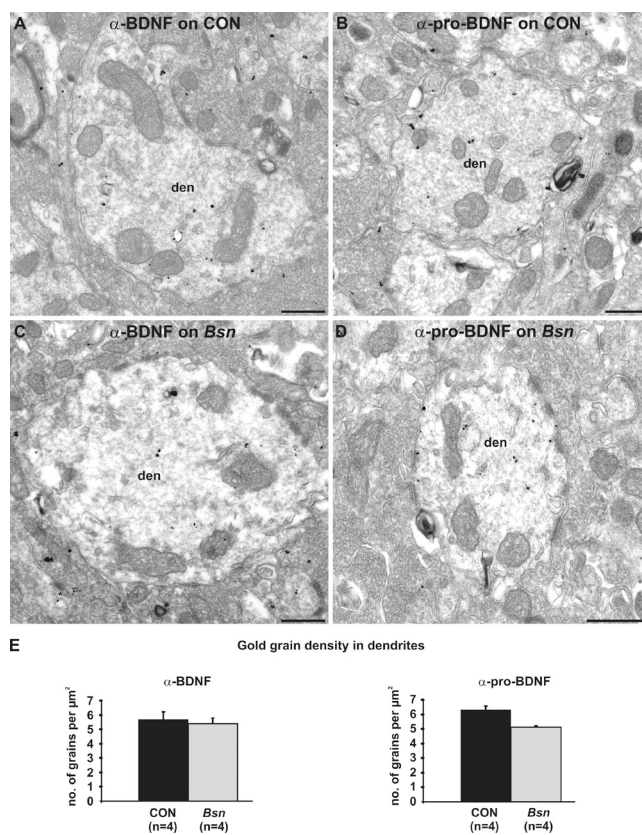 A
α-BDNF on CON
den
B
α-pro-BDNF on CON
den
C
α-BDNF on Bsn
den
D
α-pro-BDNF on Bsn
den
E
Gold grain density in dendrites
α-BDNF
no. of grains per µm²
7
6
5
4
3
2
1
0
CON
(n=4)
Bsn
(n=4)
α-pro-BDNF
no. of grains per µm²
7
6
5
4
3
2
1
0
CON
(n=4)
Bsn
(n=4)